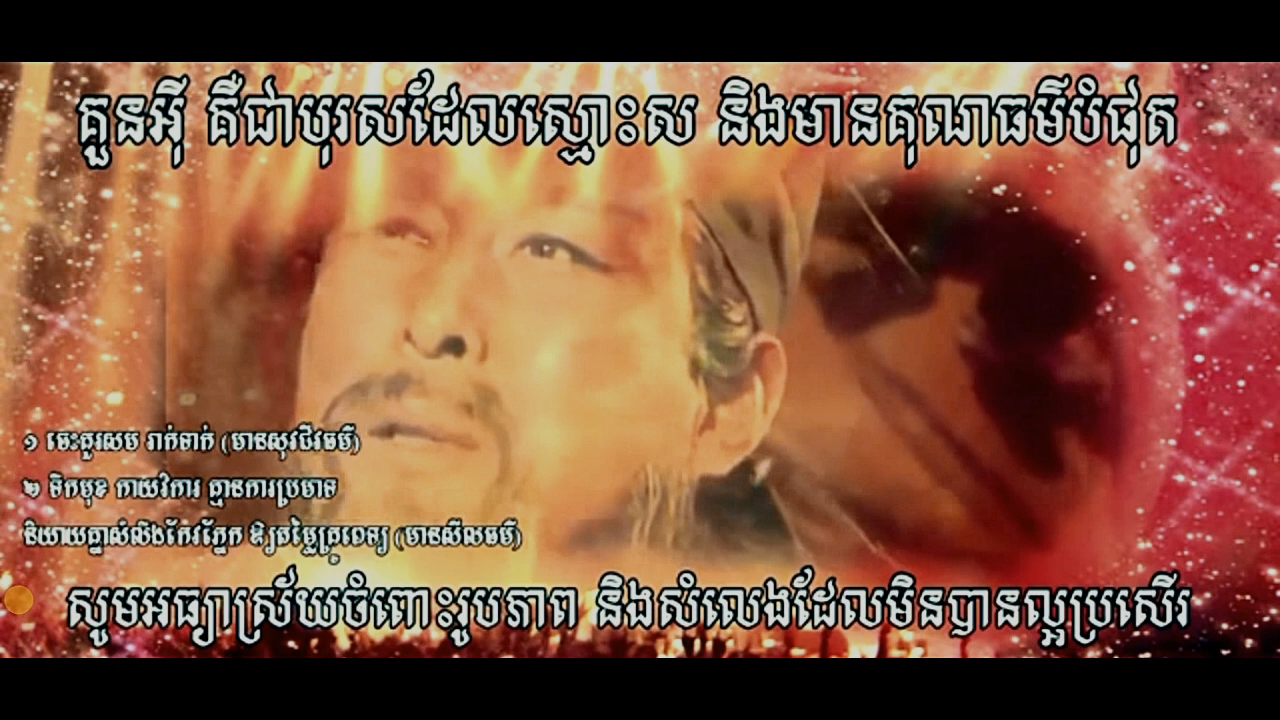 គួនអ៊ី គឺជាបុរសដែលស្មោះស និងមានគុណធម៌បំផុត
១ ចេះគួរសម រាក់ទាក់ (មានសុវជីវធម៌)
២ ទឹកមុខ កាយវិការ គ្មានការប្រមាទ
និយាយគ្នាសំលឹងកែវភ្នែក ឱ្យតម្លៃគ្រូពេទ្យ (មានសីលធម៌)
សូមអធ្យាស្រ័យចំពោះរូបភាព និងសំលេងដែលមិនបានល្អប្រសើរ